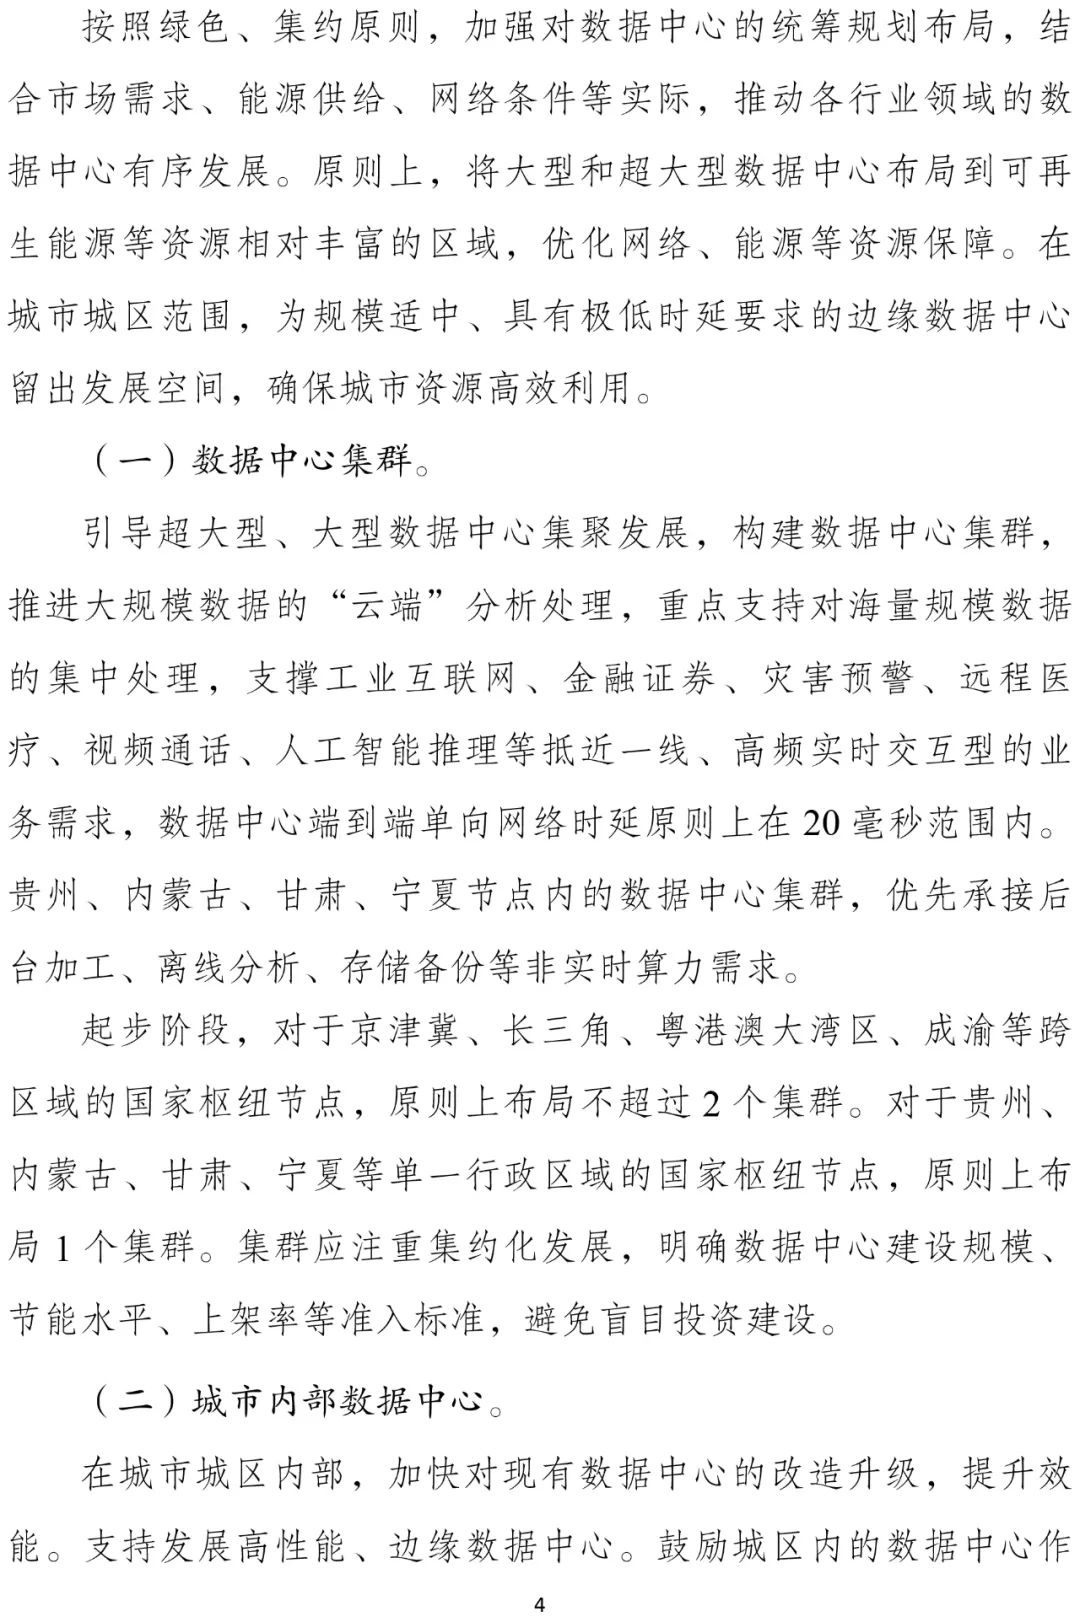 按照绿色、集约原则，加强对数据中心的统筹规划布局，结
合市场需求、能源供给、网络条件等实际，推动各行业领域的数
据中心有序发展。原则上，将大型和超大型数据中心布局到可再
生能源等资源相对丰富的区域，优化网络、能源等资源保障。在
城市城区范围，为规模适中、具有极低时延要求的边缘数据中心
留出发展空间，确保城市资源高效利用。
（一）数据中心集群。
引导超大型、大型数据中心集聚发展，构建数据中心集群，
推进大规模数据的“云端”分析处理，重点支持对海量规模数据
的集中处理，支撑工业互联网、金融证券、灾害预警、远程医
疗、视频通话、人工智能推理等抵近一线、高频实时交互型的业
务需求，数据中心端到端单向网络时延原则上在 20 毫秒范围内。
贵州、内蒙古、甘肃、宁夏节点内的数据中心集群，优先承接后
台加工、离线分析、存储备份等非实时算力需求。
起步阶段，对于京津冀、长三角、粤港澳大湾区、成渝等跨
区域的国家枢纽节点，原则上布局不超过 2 个集群。对于贵州、
内蒙古、甘肃、宁夏等单一行政区域的国家枢纽节点，原则上布
局 1 个集群。集群应注重集约化发展，明确数据中心建设规模、
节能水平、上架率等准入标准，避免盲目投资建设。
（二）城市内部数据中心。
在城市城区内部，加快对现有数据中心的改造升级，提升效
能。支持发展高性能、边缘数据中心。鼓励城区内的数据中心作
4